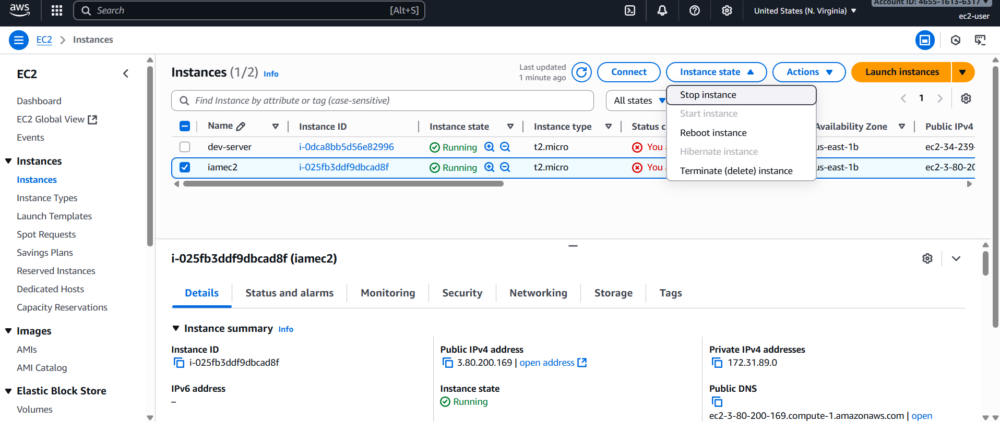 aws
Search [Alt+S]
United States (N. Virginia)
Account ID: 4655-1613-6317
ec2-user
EC2 > Instances
EC2
Dashboard
EC2 Global View
Events
Instances
Instances
Instance Types
Launch Templates
Spot Requests
Savings Plans
Reserved Instances
Dedicated Hosts
Capacity Reservations
Images
AMIs
AMI Catalog
Elastic Block Store
Volumes
Instances (1/2) Info
Last updated
1 minute ago
Connect
Instance state
Actions
Launch instances
Find Instance by attribute or tag (case-sensitive)
All states
1
Stop instance
Start instance
Reboot instance
Hibernate instance
Terminate (delete) instance
Name Instance ID Instance state Instance type Status c Availability Zone Public IPv4
dev-server i-0dca8bb5d56e82996 Running t2.micro You us-east-1b ec2-34-239-
iamec2 i-025fb3ddf9dbcad8f Running t2.micro You us-east-1b ec2-3-80-20
i-025fb3ddf9dbcad8f (iamec2)
Details Status and alarms Monitoring Security Networking Storage Tags
Instance summary Info
Instance ID
i-025fb3ddf9dbcad8f
Public IPv4 address
3.80.200.169 | open address
Private IPv4 addresses
172.31.89.0
IPv6 address
–
Instance state
Running
Public DNS
ec2-3-80-200-169.compute-1.amazonaws.com | open